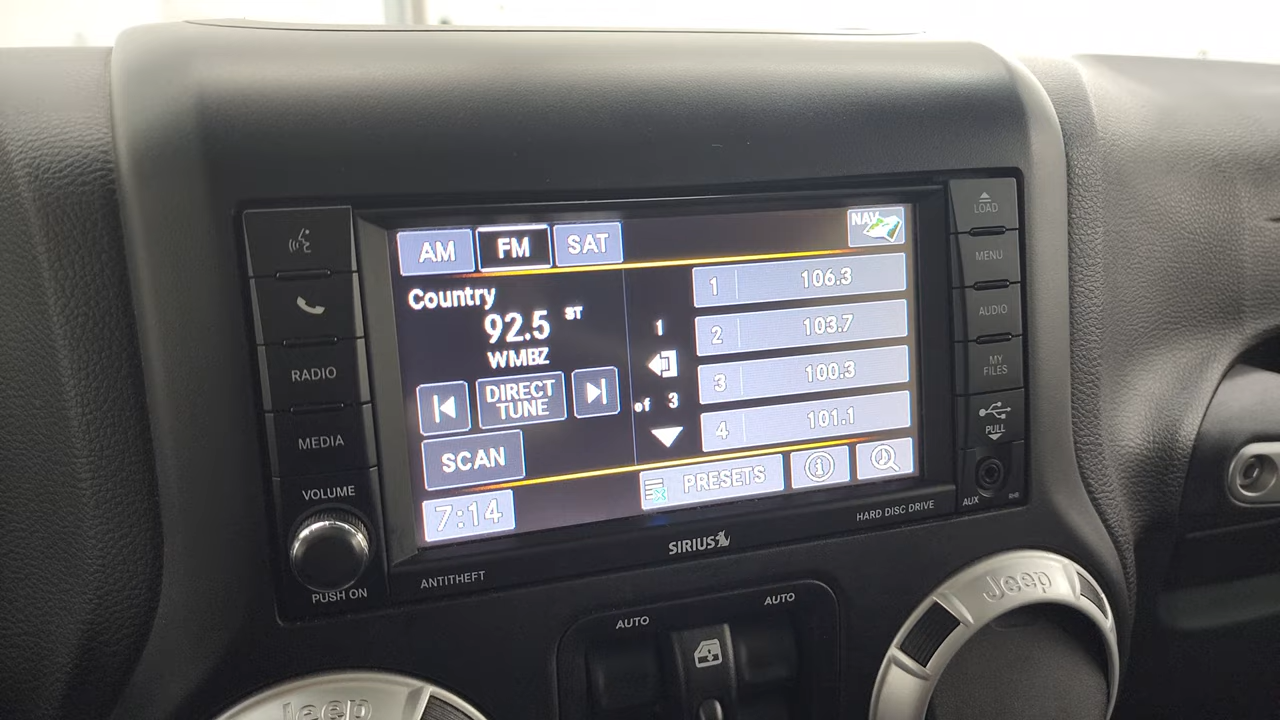 AM FM SAT
NAV
Country
92.5 ST
WMBZ
DIRECT
TUNE
SCAN
7:14
1
of 3
1 106.3
2 103.7
3 100.3
4 101.1
PRESETS
RADIO
MEDIA
VOLUME
PUSH ON
LOAD
MENU
AUDIO
MY
FILES
PULL
AUX
ANTITHEFT
SIRIUS
HARD DISC DRIVE
AUTO
AUTO
Jeep
Jeep